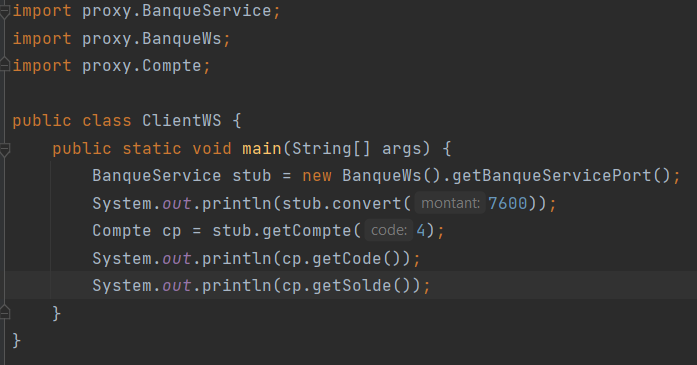 import proxy.BanqueService;
import proxy.BanqueWs;
import proxy.Compte;
public class ClientWS {
public static void main(String[] args) {
BanqueService stub = new BanqueWs().getBanqueServicePort();
System.out.println(stub.convert( montant: 7600));
Compte cp = stub.getCompte( code: 4);
System.out.println(cp.getCode());
System.out.println(cp.getSolde());
}
}